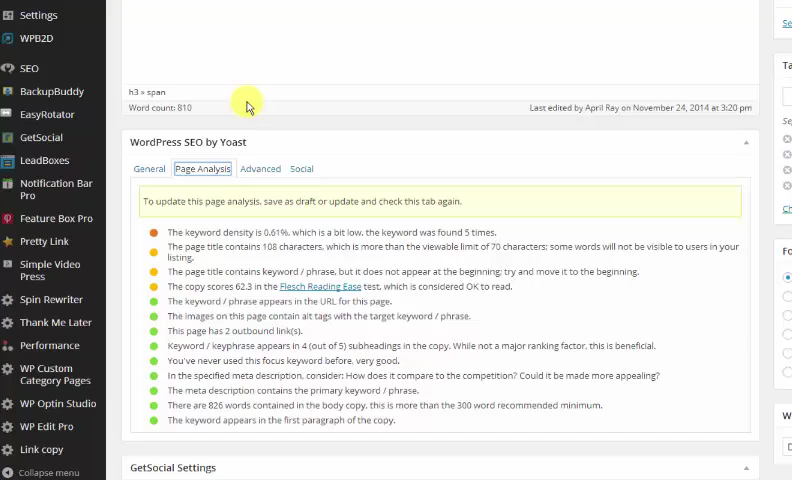 Settings
WPB2D
SEO
BackupBuddy
EasyRotator
GetSocial
LeadBoxes
Notification Bar
Pro
Feature Box Pro
Pretty Link
Simple Video
Press
Spin Rewriter
Thank Me Later
Performance
WP Custom
Category Pages
WP Optin Studio
WP Edit Pro
Link copy
Collapse menu
h3 » span
Word count: 810
Last edited by April Ray on November 24, 2014 at 3:20 pm
WordPress SEO by Yoast
General Page Analysis Advanced Social
To update this page analysis, save as draft or update and check this tab again.
The keyword density is 0.61%, which is a bit low, the keyword was found 5 times.
The page title contains 108 characters, which is more than the viewable limit of 70 characters; some words will not be visible to users in your
listing.
The page title contains keyword / phrase, but it does not appear at the beginning; try and move it to the beginning.
The copy scores 62.3 in the Flesch Reading Ease test, which is considered OK to read.
The keyword / phrase appears in the URL for this page.
The images on this page contain alt tags with the target keyword / phrase.
This page has 2 outbound link(s).
Keyword / keyphrase appears in 4 (out of 5) subheadings in the copy. While not a major ranking factor, this is beneficial.
You've never used this focus keyword before, very good.
In the specified meta description, consider: How does it compare to the competition? Could it be made more appealing?
The meta description contains the primary keyword / phrase.
There are 826 words contained in the body copy, this is more than the 300 word recommended minimum.
The keyword appears in the first paragraph of the copy.
GetSocial Settings